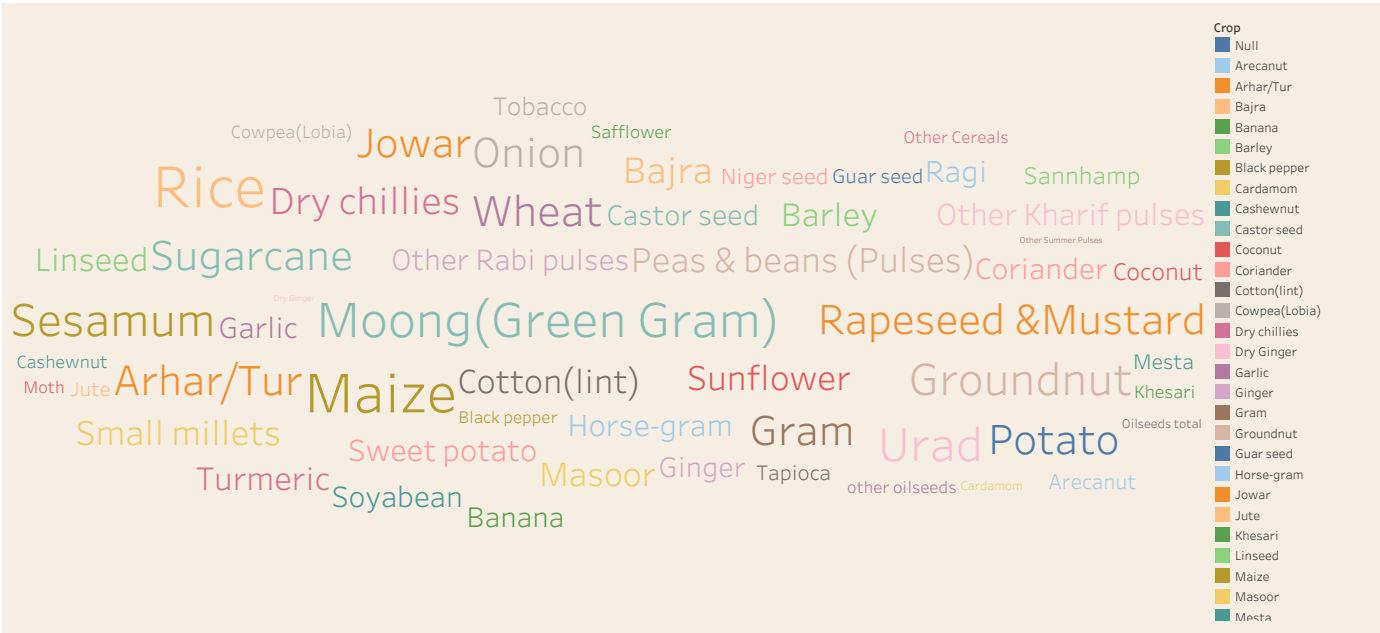 Tobacco
Cowpea(Lobia) Jowar Onion Safflower Other Cereals
Rice Dry chillies Wheat Bajra Niger seed Guar seed Ragi Sannhamp
Castor seed Barley Other Kharif pulses
Linseed Sugarcane Other Rabi pulses Peas & beans (Pulses) Other Summer Pulses Coriander Coconut
Sesamum Garlic Dry Ginger Moong(Green Gram) Rapeseed &Mustard
Cashewnut Mesta
Moth Jute Arhar/Tur Maize Cotton(lint) Sunflower Groundnut Khesari
Black pepper
Small millets Horse-gram Gram Urad Potato Oilseeds total
Sweet potato
Turmeric Masoor Ginger Tapioca other oilseeds Cardamom Arecanut
Soyabean
Banana
Crop
Null
Arecanut
Arhar/Tur
Bajra
Banana
Barley
Black pepper
Cardamom
Cashewnut
Castor seed
Coconut
Coriander
Cotton(lint)
Cowpea(Lobia)
Dry chillies
Dry Ginger
Garlic
Ginger
Gram
Groundnut
Guar seed
Horse-gram
Jowar
Jute
Khesari
Linseed
Maize
Masoor
Mesta